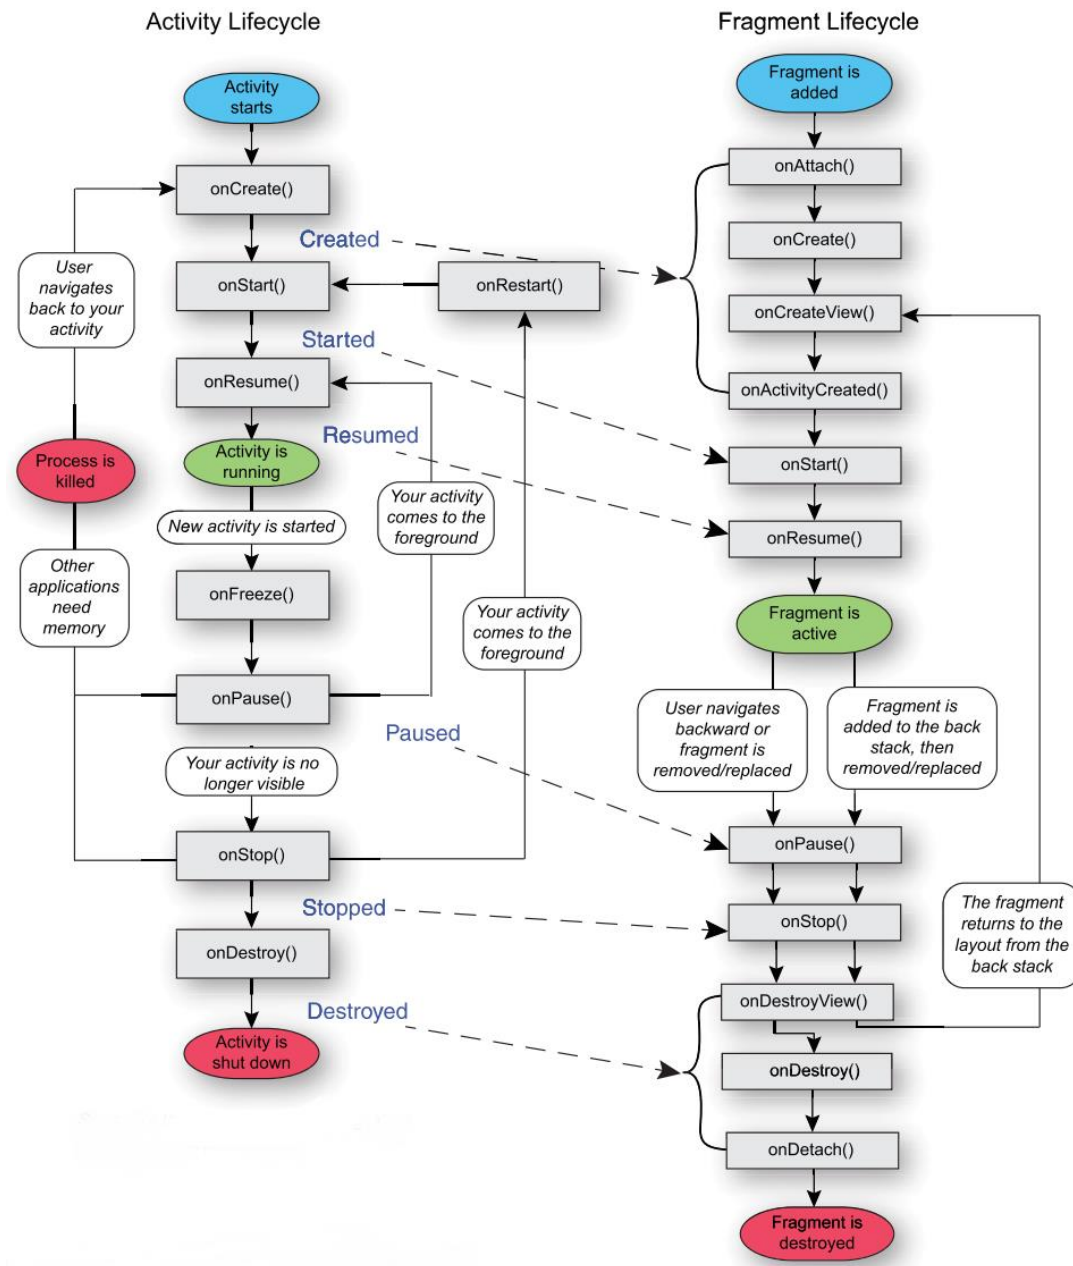 Activity Lifecycle
Activity
starts
onCreate()
User
navigates
back to your
activity
onStart()
onRestart()
onResume()
Process is
killed
Activity is
running
New activity is started
Your activity
comes to the
foreground
Other
applications
need
memory
onFreeze()
Your activity
comes to the
foreground
onPause()
Your activity is no
longer visible
onStop()
onDestroy()
Activity is
shut down
Created
Started
Resumed
Paused
Stopped
Destroyed
Fragment Lifecycle
Fragment is
added
onAttach()
onCreate()
onCreateView()
onActivityCreated()
onStart()
onResume()
Fragment is
active
User navigates
backward or
fragment is
removed/replaced
Fragment is
added to the back
stack, then
removed/replaced
onPause()
onStop()
The fragment
returns to the
layout from the
back stack
onDestroyView()
onDestroy()
onDetach()
Fragment is
destroyed